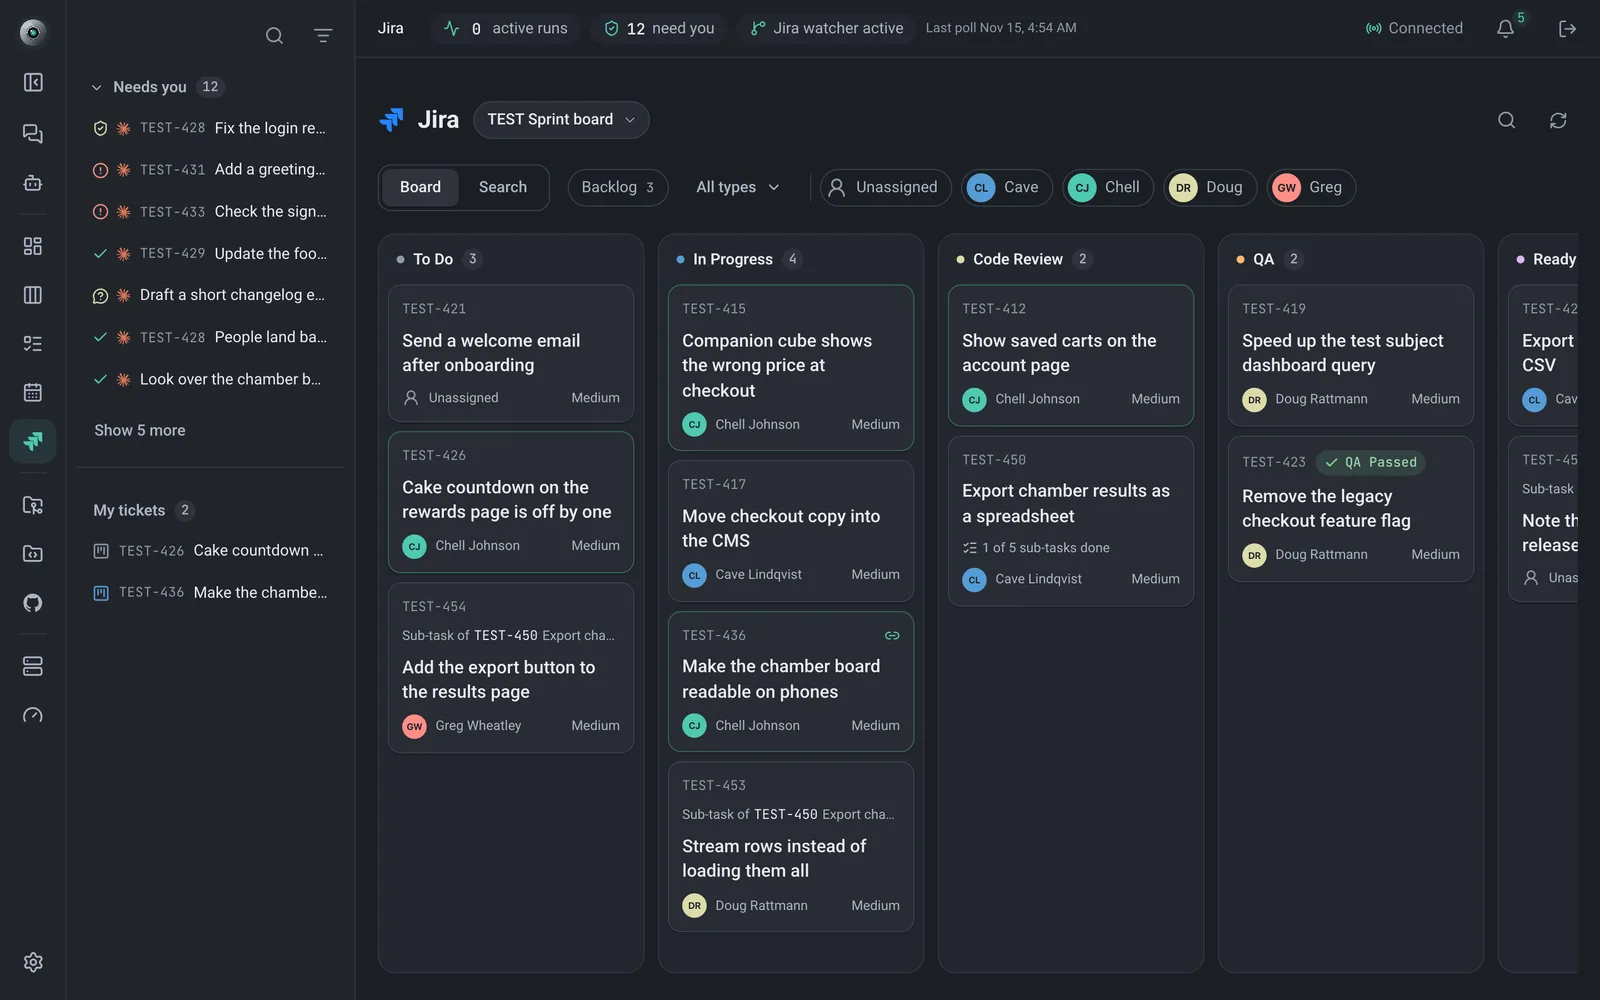 Jira
0 active runs
12 need you
Jira watcher active
Last poll Nov 15, 4:54 AM
Connected
5
Needs you 12
TEST-428 Fix the login re...
TEST-431 Add a greeting...
TEST-433 Check the sign...
TEST-429 Update the foo...
Draft a short changelog e...
TEST-428 People land ba...
Look over the chamber b...
Show 5 more
My tickets 2
TEST-426 Cake countdown ...
TEST-436 Make the chambe...
Jira
TEST Sprint board
Board
Search
Backlog 3
All types
Unassigned
CL Cave
CJ Chell
DR Doug
GW Greg
To Do 3
TEST-421
Send a welcome email
after onboarding
Unassigned Medium
TEST-426
Cake countdown on the
rewards page is off by one
CJ Chell Johnson Medium
TEST-454
Sub-task of TEST-450 Export cha...
Add the export button to
the results page
GW Greg Wheatley Medium
In Progress 4
TEST-415
Companion cube shows
the wrong price at
checkout
CJ Chell Johnson Medium
TEST-417
Move checkout copy into
the CMS
CL Cave Lindqvist Medium
TEST-436
Make the chamber board
readable on phones
CJ Chell Johnson Medium
TEST-453
Sub-task of TEST-450 Export cha...
Stream rows instead of
loading them all
DR Doug Rattmann Medium
Code Review 2
TEST-412
Show saved carts on the
account page
CJ Chell Johnson Medium
TEST-450
Export chamber results as
a spreadsheet
1 of 5 sub-tasks done
CL Cave Lindqvist Medium
QA 2
TEST-419
Speed up the test subject
dashboard query
DR Doug Rattmann Medium
TEST-423 QA Passed
Remove the legacy
checkout feature flag
DR Doug Rattmann Medium
Ready
TEST-42
Export
CSV
CL Cav
TEST-45
Sub-task
Note th
release
Unas